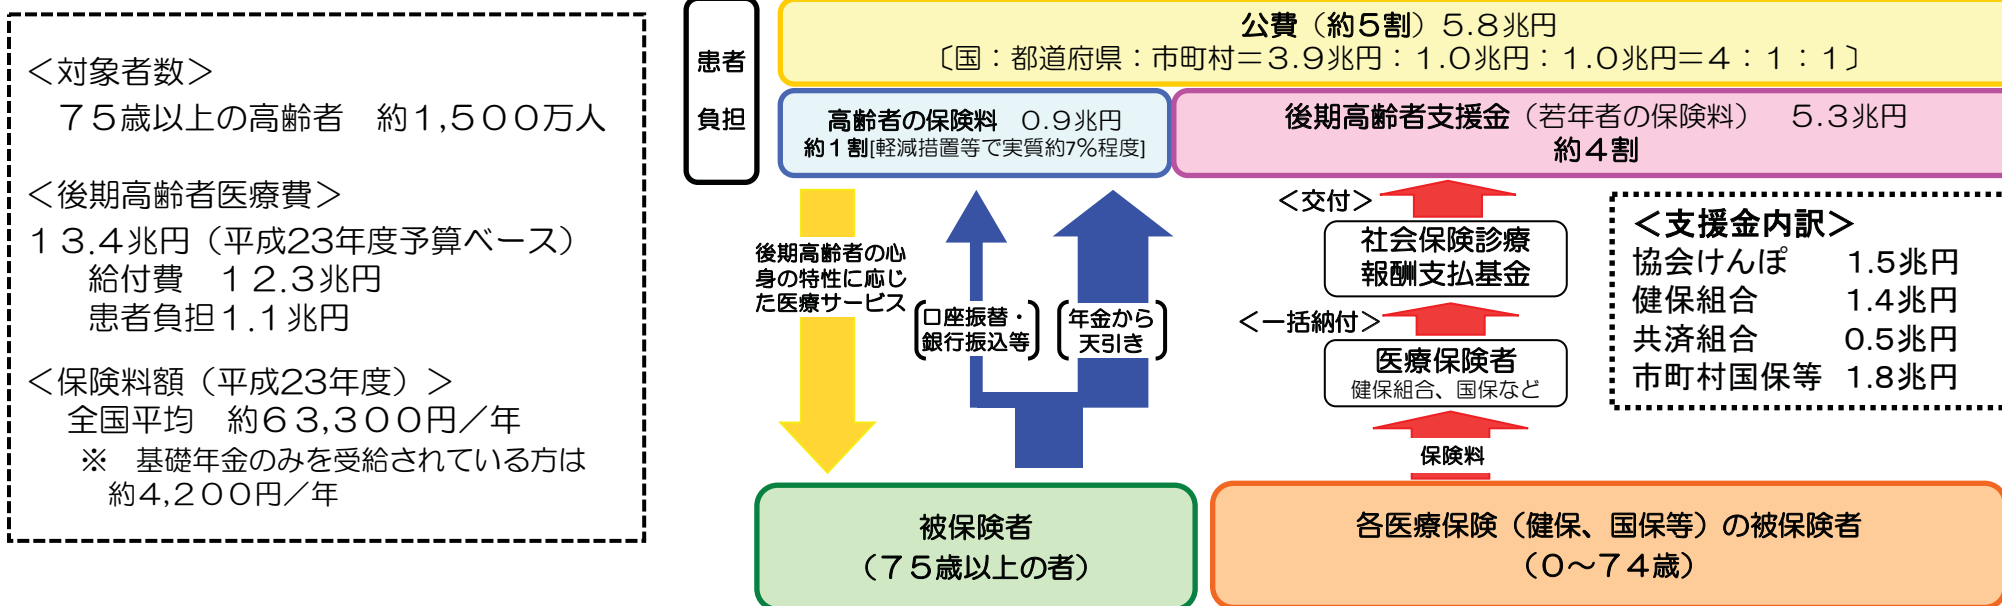 ＜対象者数＞
７５歳以上の高齢者　約１,５００万人
＜後期高齢者医療費＞
１３.４兆円（平成23年度予算ベース）
給付費　１２.３兆円
患者負担１.１兆円
＜保険料額（平成23年度）＞
全国平均　約６３,３００円／年
※　基礎年金のみを受給されている方は
約４,２００円／年
患者
負担
公費（約５割）５.８兆円
〔国：都道府県：市町村＝３.９兆円：１.０兆円：１.０兆円＝４：１：１〕
高齢者の保険料　０.９兆円
約１割[軽減措置等で実質約7%程度]
後期高齢者支援金（若年者の保険料）　５.３兆円
約４割
後期高齢者の心
身の特性に応じ
た医療サービス
口座振替・
銀行振込等
年金から
天引き
＜交付＞
社会保険診療
報酬支払基金
＜一括納付＞
医療保険者
健保組合、国保など
保険料
＜支援金内訳＞
協会けんぽ　1.5兆円
健保組合　1.4兆円
共済組合　0.5兆円
市町村国保等　1.8兆円
被保険者
（７５歳以上の者）
各医療保険（健保、国保等）の被保険者
（０～７４歳）